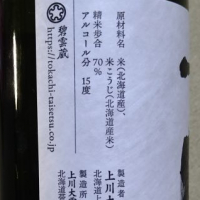 原材料名 米(北海道産)、
米こうじ(北海道産米)
精米歩合 70%
アルコール分 15度
製造者
上川大
北海道
製造所
上川大
北海道
碧雲蔵
https://tokachi-taisetsu.co.jp